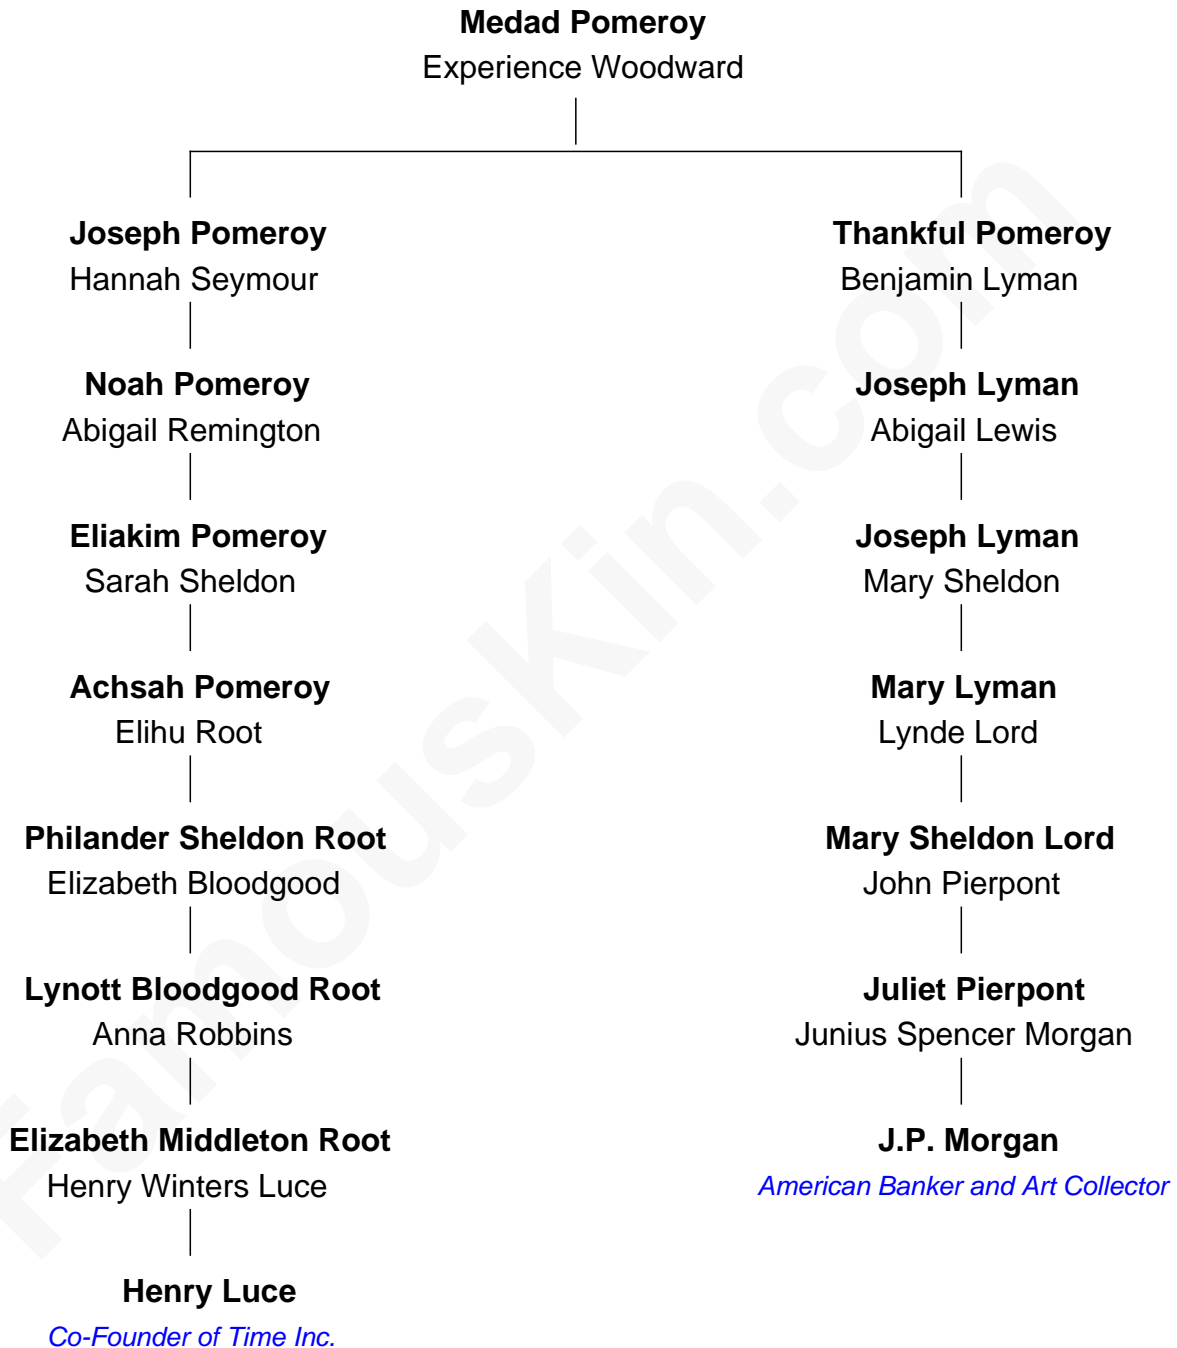 Medad Pomeroy
Experience Woodward
Joseph Pomeroy
Hannah Seymour
Thankful Pomeroy
Benjamin Lyman
Noah Pomeroy
Abigail Remington
Joseph Lyman
Abigail Lewis
Eliakim Pomeroy
Sarah Sheldon
Joseph Lyman
Mary Sheldon
Achsah Pomeroy
Elihu Root
Mary Lyman
Lynde Lord
Philander Sheldon Root
Elizabeth Bloodgood
Mary Sheldon Lord
John Pierpont
Lynott Bloodgood Root
Anna Robbins
Juliet Pierpont
Junius Spencer Morgan
Elizabeth Middleton Root
Henry Winters Luce
J.P. Morgan
American Banker and Art Collector
Henry Luce
Co-Founder of Time Inc.
FamousKin.com